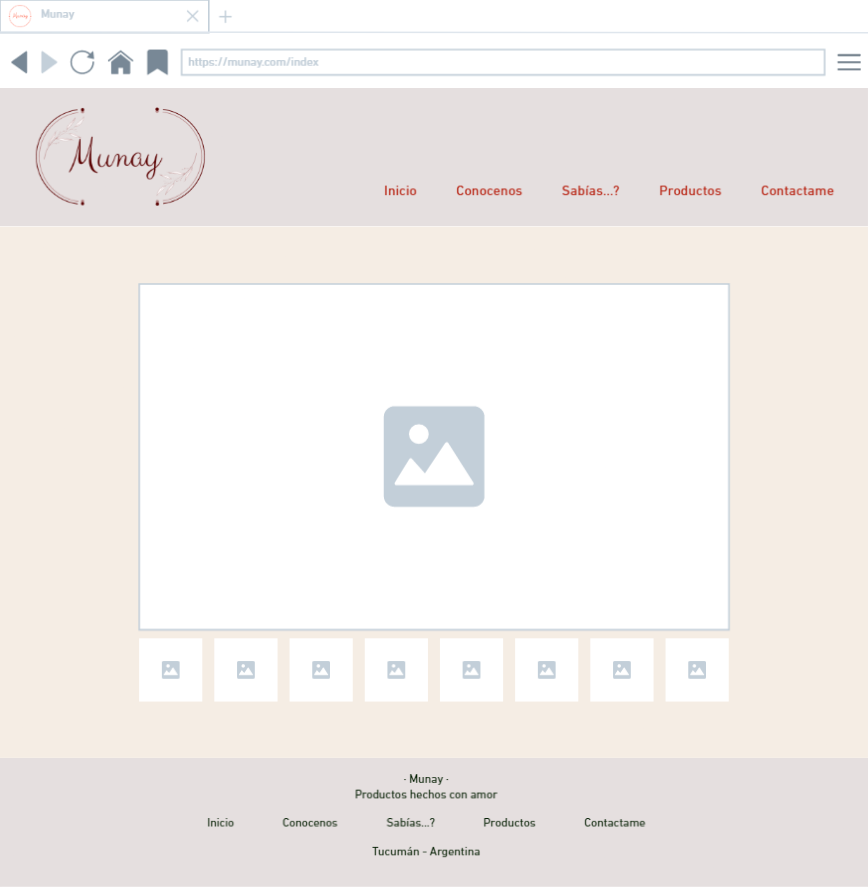 Munay
Munay
https://munay.com/index
Munay
Inicio Conocenos Sabías...? Productos Contactame
· Munay ·
Productos hechos con amor
Inicio Conocenos Sabías...? Productos Contactame
Tucumán - Argentina